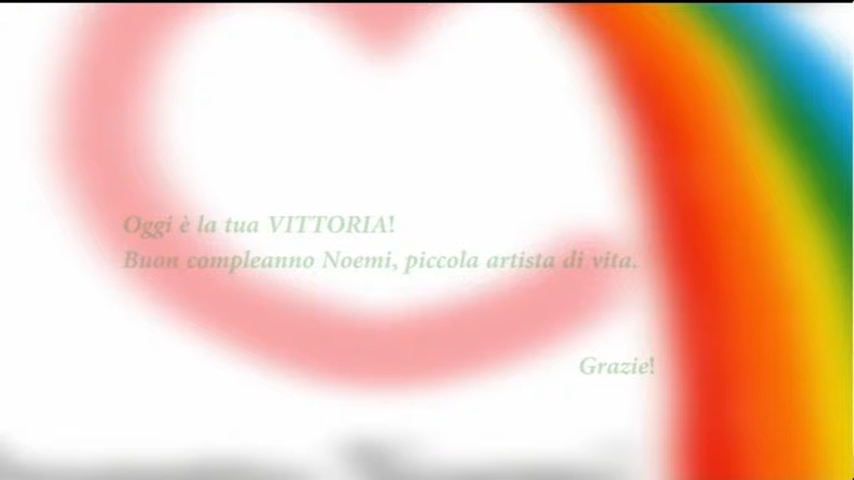 Oggi è la tua VITTORIA!
Buon compleanno Noemi, piccola artista di vita.
Grazie!